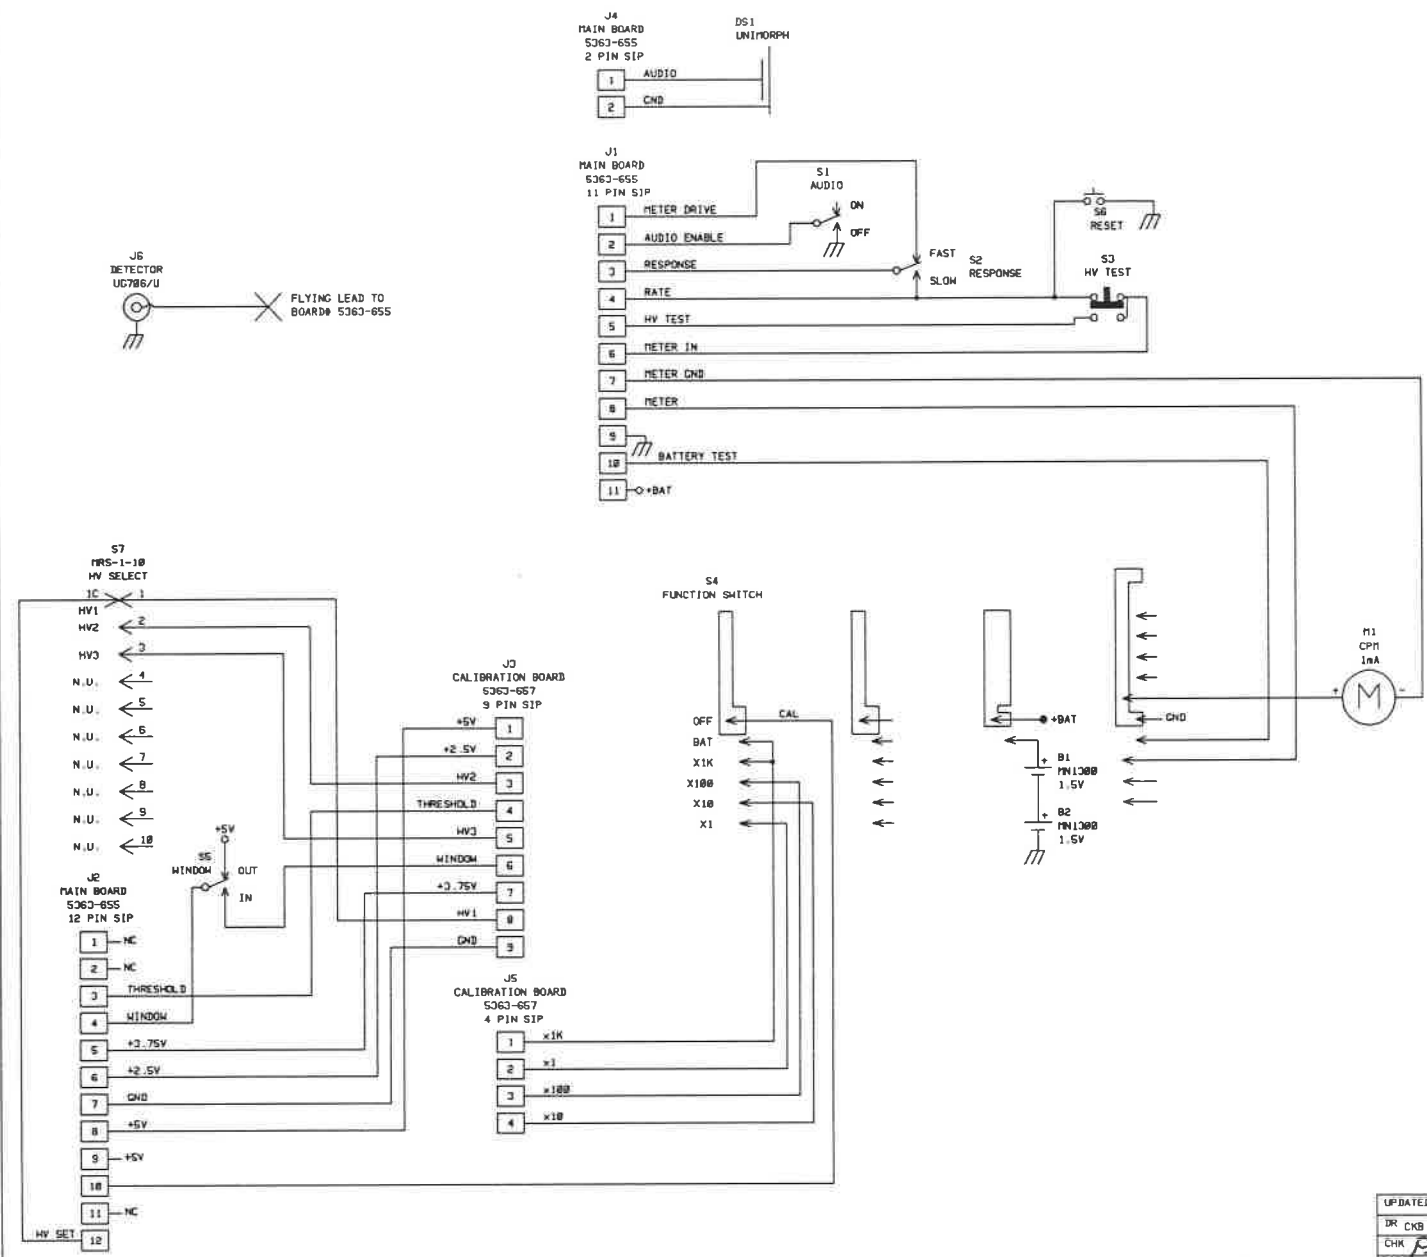 J4
MAIN BOARD
5363-655
2 PIN SIP
1 AUDIO
2 GND
DS1
UNIMORPH
J1
MAIN BOARD
5363-655
11 PIN SIP
1 METER DRIVE
2 AUDIO ENABLE
3 RESPONSE
4 RATE
5 HV TEST
6 METER IN
7 METER GND
8 METER
9
10 BATTERY TEST
11 +BAT
S1
AUDIO
ON
OFF
FAST
SLOW
S2
RESPONSE
S6
RESET
S3
HV TEST
J6
DETECTOR
UG706/U
FLYING LEAD TO
BOARD# 5363-655
S7
MRS-1-10
HV SELECT
1C 1
HV1
HV2 2
HV3 3
N.U. 4
N.U. 5
N.U. 6
N.U. 7
N.U. 8
N.U. 9
N.U. 10
+5V
S5
WINDOW
OUT
IN
J2
MAIN BOARD
5363-655
12 PIN SIP
1 NC
2 NC
3 THRESHOLD
4 WINDOW
5 +3.75V
6 +2.5V
7 GND
8 +5V
9 +5V
10
11 NC
HV SET 12
J3
CALIBRATION BOARD
5363-657
9 PIN SIP
+5V 1
+2.5V 2
HV2 3
THRESHOLD 4
HV3 5
WINDOW 6
+3.75V 7
HV1 8
GND 9
J5
CALIBRATION BOARD
5363-657
4 PIN SIP
1 x1K
2 x1
3 x100
4 x10
S4
FUNCTION SWITCH
OFF CAL
BAT
X1K
X100
X10
X1
+BAT
+ B1
MN1300
1.5V
+ B2
MN1300
1.5V
GND
M1
CPM
1mA
+ M -
UPDATED
DR CKB
CHK